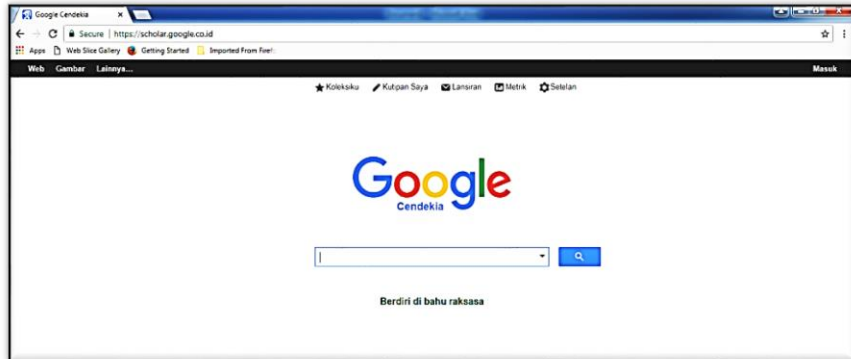 Google Cendekia
Secure | https://scholar.google.co.id
Apps Web Slice Gallery Getting Started Imported From Firef
Web Gambar Lainnya... Masuk
Koleksiku Kutipan Saya Lansiran Metrik Setelan
Google
Cendekia
Berdiri di bahu raksasa